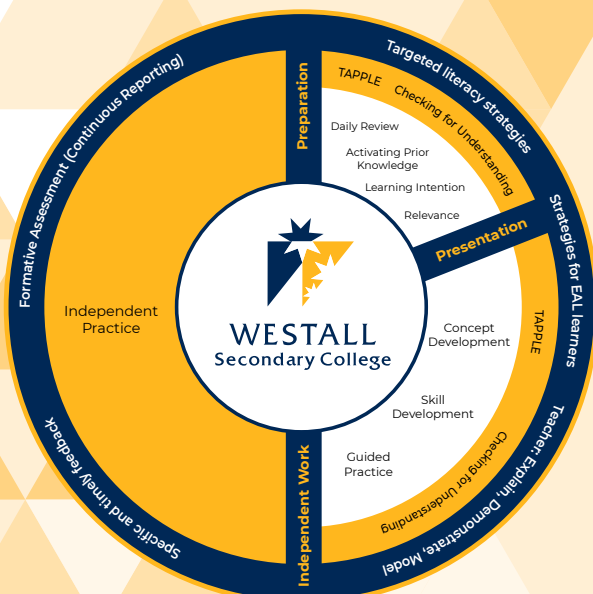 Formative Assessment (Continuous Reporting)
Targeted literacy strategies
Strategies for EAL learners
Teacher: Explain, Demonstrate, Model
Specific and timely feedback
Preparation
TAPPLE
Checking for Understanding
Daily Review
Activating Prior
Knowledge
Learning Intention
Relevance
Presentation
TAPPLE
Checking for Understanding
Concept
Development
Skill
Development
Guided
Practice
Independent Work
Independent
Practice
WESTALL
Secondary College